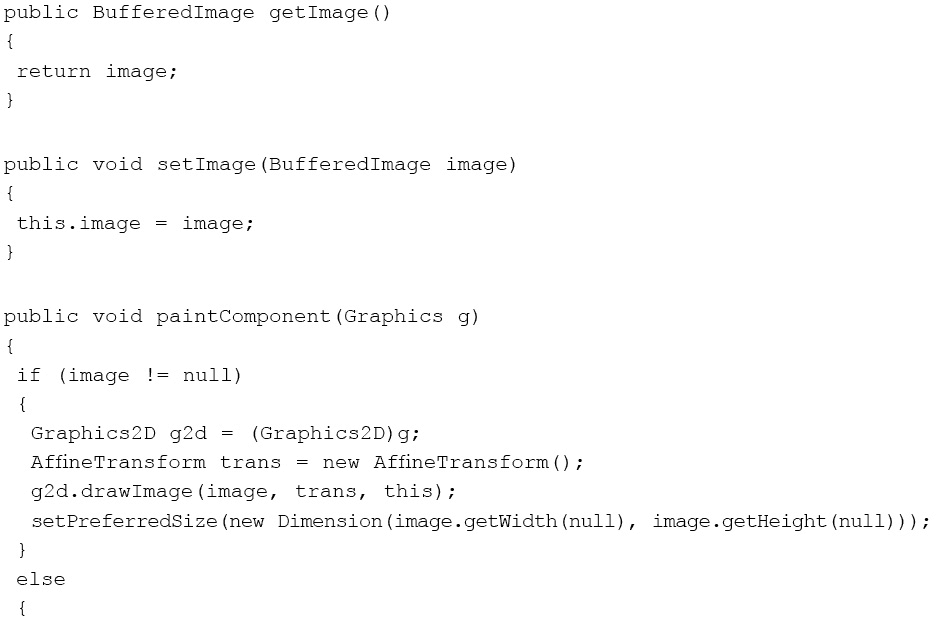 public BufferedImage getImage()
{
 return image;
}

public void setImage(BufferedImage image)
{
 this.image = image;
}

public void paintComponent(Graphics g)
{
 if (image != null)
 {
  Graphics2D g2d = (Graphics2D)g;
  AffineTransform trans = new AffineTransform();
  g2d.drawImage(image, trans, this);
  setPreferredSize(new Dimension(image.getWidth(null), image.getHeight(null)));
 }
 else
 {